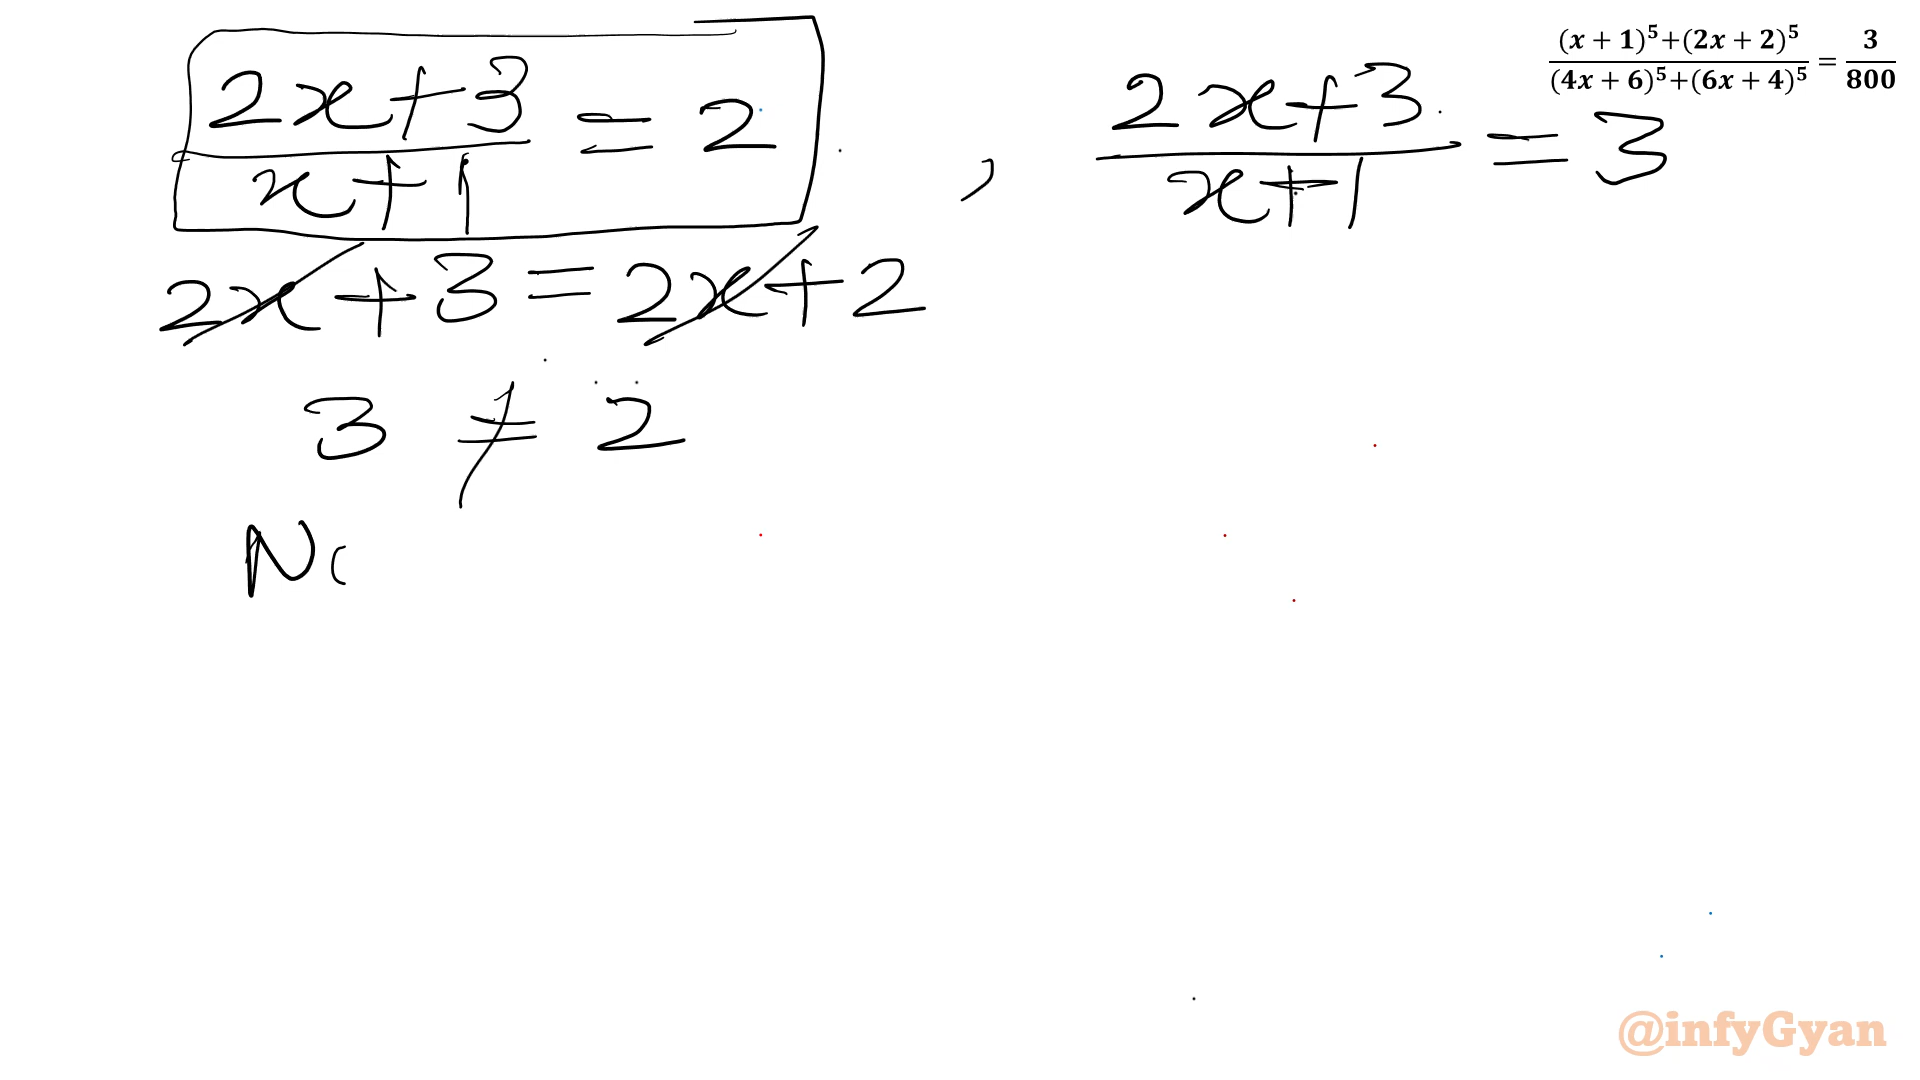 (2x+3)/(x+1) = 2 , (2x+3)/(x+1) = 3
(x + 1)⁵+(2x + 2)⁵/(4x + 6)⁵+(6x + 4)⁵ = 3/800
2x + 3 = 2x + 2
3 ≠ 2
No
@infyGyan